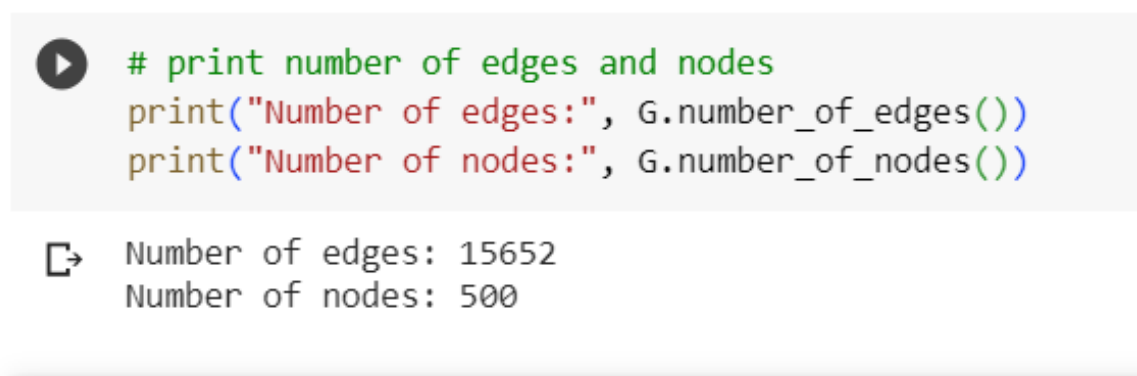 # print number of edges and nodes
print("Number of edges:", G.number_of_edges())
print("Number of nodes:", G.number_of_nodes())
Number of edges: 15652
Number of nodes: 500